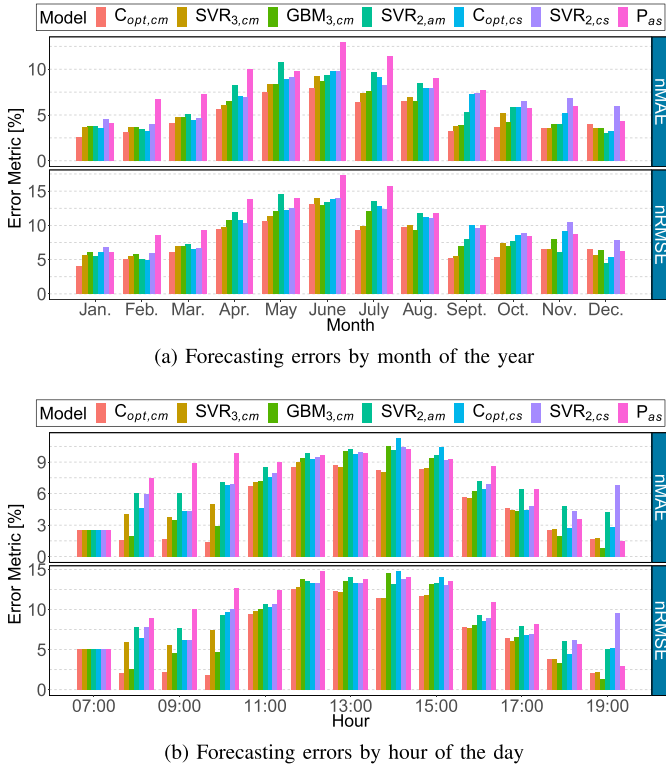 Model C_opt,cm SVR_3,cm GBM_3,cm SVR_2,am C_opt,cs SVR_2,cs P_as
Error Metric [%]
10
5
0
nMAE
15
10
5
0
nRMSE
Jan. Feb. Mar. Apr. May June July Aug. Sept. Oct. Nov. Dec.
Month
(a) Forecasting errors by month of the year
Model C_opt,cm SVR_3,cm GBM_3,cm SVR_2,am C_opt,cs SVR_2,cs P_as
Error Metric [%]
9
6
3
0
nMAE
15
10
5
0
nRMSE
07:00 09:00 11:00 13:00 15:00 17:00 19:00
Hour
(b) Forecasting errors by hour of the day